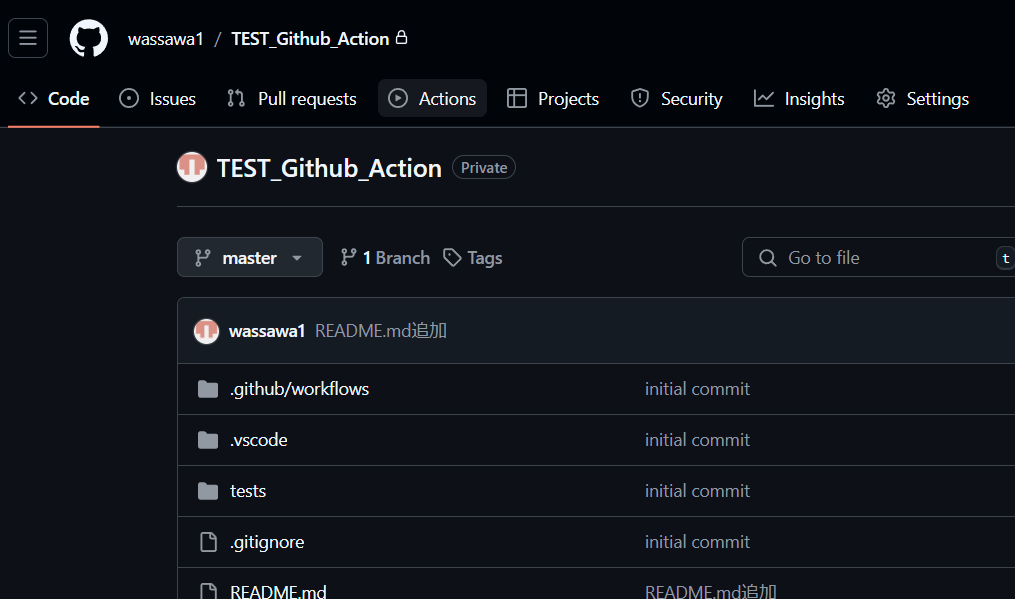 wassawa1 / TEST_Github_Action
Code Issues Pull requests Actions Projects Security Insights Settings
TEST_Github_Action Private
master 1 Branch Tags Go to file t
wassawa1 README.md追加
.github/workflows initial commit
.vscode initial commit
tests initial commit
.gitignore initial commit
README.md README.md追加